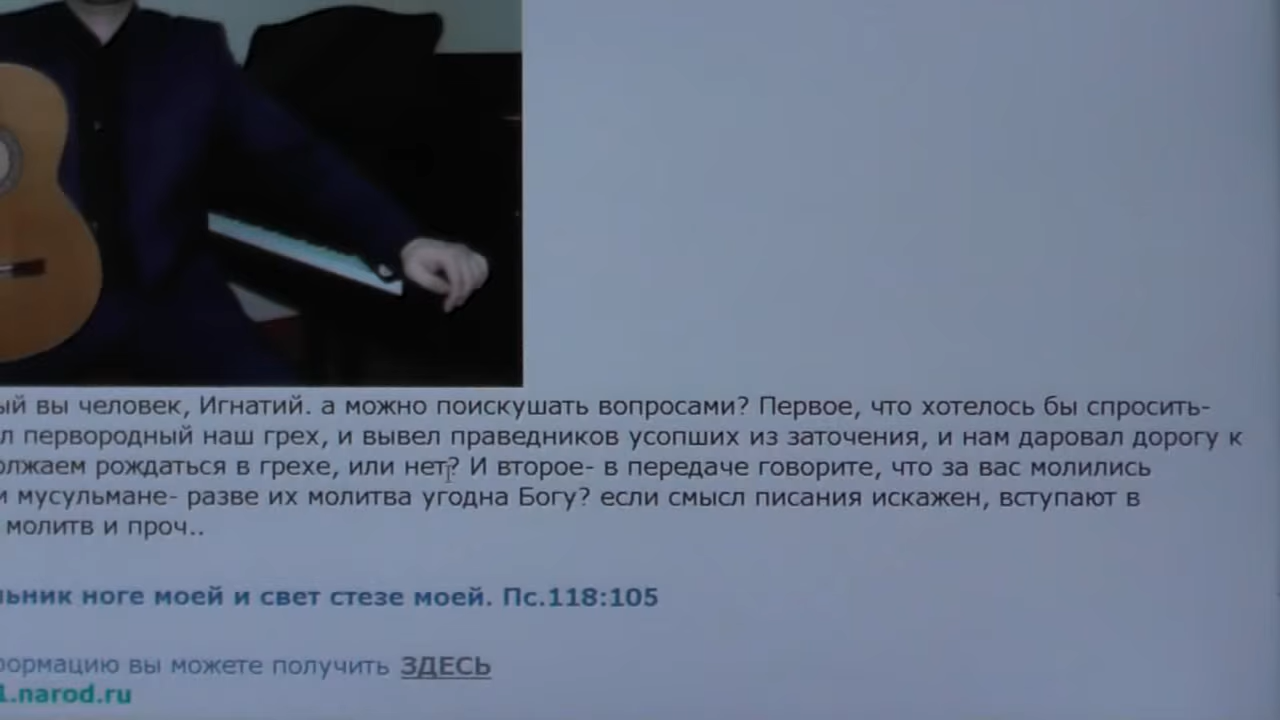 ый вы человек, Игнатий. а можно поискушать вопросами? Первое, что хотелось бы спросить-
л первородный наш грех, и вывел праведников усопших из заточения, и нам даровал дорогу к
олжаем рождаться в грехе, или нет? И второе- в передаче говорите, что за вас молились
и мусульмане- разве их молитва угодна Богу? если смысл писания искажен, вступают в
молитв и проч..
ьник ноге моей и свет стезе моей. Пс.118:105
формацию вы можете получить ЗДЕСЬ
1.narod.ru